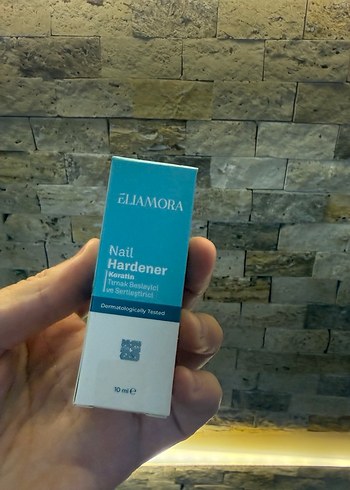 ELIAMORA
Nail
Hardener
Keratin
Tırnak Besleyici
ve Sertleştirici
Dermatologically Tested
10 ml ℮